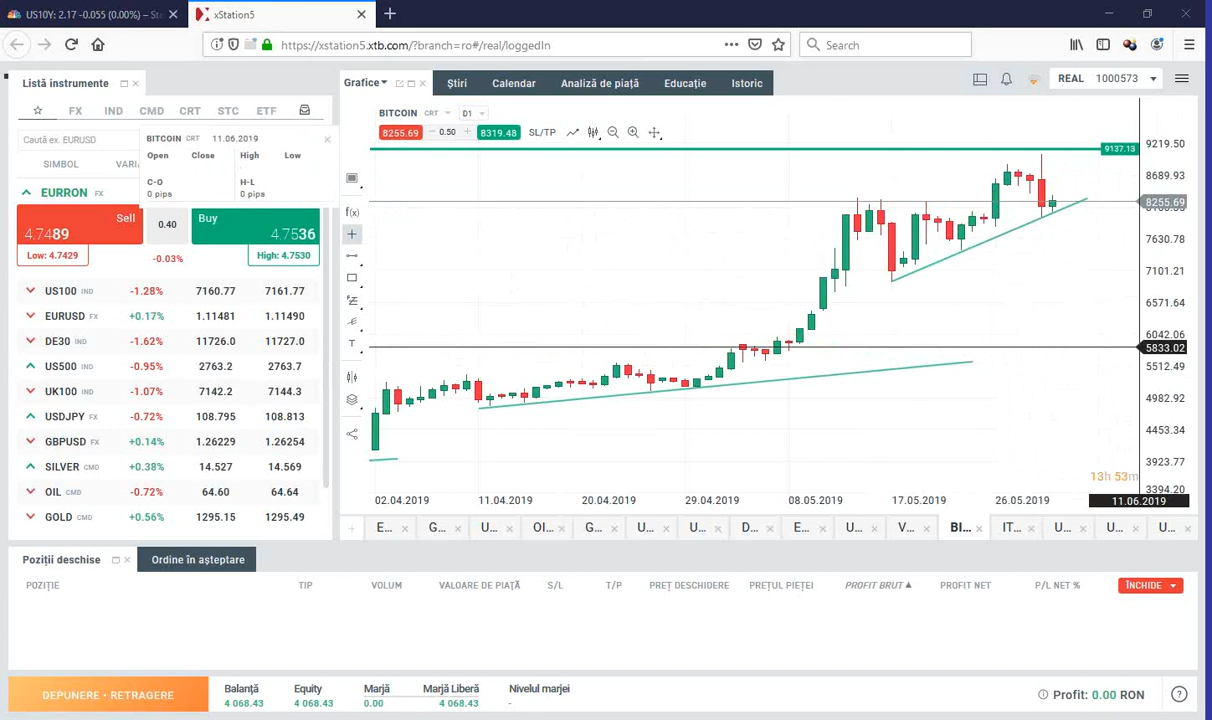 US10Y: 2.17 -0.055 (0.00%) – St
xStation5
https://xstation5.xtb.com/?branch=ro#/real/loggedIn
Search
Listă instrumente
Grafice
Știri
Calendar
Analiză de piață
Educație
Istoric
REAL 1000573
FX IND CMD CRT STC ETF
Caută ex. EURUSD
SIMBOL
VARI
BITCOIN CRT 11.06.2019
Open Close High Low
C-O H-L
0 pips 0 pips
EURRON FX
Sell
4.7489
0.40
Buy
4.7536
Low: 4.7429
-0.03%
High: 4.7530
US100 IND -1.28% 7160.77 7161.77
EURUSD FX +0.17% 1.11481 1.11490
DE30 IND -1.62% 11726.0 11727.0
US500 IND -0.95% 2763.2 2763.7
UK100 IND -1.07% 7142.2 7144.3
USDJPY FX -0.72% 108.795 108.813
GBPUSD FX +0.14% 1.26229 1.26254
SILVER CMD +0.38% 14.527 14.569
OIL CMD -0.72% 64.60 64.64
GOLD CMD +0.56% 1295.15 1295.49
BITCOIN CRT D1
8255.69 0.50 8319.48 SL/TP
f(x)
T
9137.13
9219.50
8689.93
8255.69
7630.78
7101.21
6571.64
6042.06
5833.02
5512.49
4982.92
4453.34
3923.77
3394.20
13h 53m
02.04.2019 11.04.2019 20.04.2019 29.04.2019 08.05.2019 17.05.2019 26.05.2019 11.06.2019
E... G... U... OI... G... U... U... D... E... U... V... BI... IT... U... U... U...
Poziții deschise
Ordine în așteptare
POZIȚIE TIP VOLUM VALOARE DE PIAȚĂ S/L T/P PREȚ DESCHIDERE PREȚUL PIEȚEI PROFIT BRUT PROFIT NET P/L NET % ÎNCHIDE
DEPUNERE • RETRAGERE
Balanță Equity Marjă Marjă Liberă Nivelul marjei
4 068.43 4 068.43 0.00 4 068.43 -
Profit: 0.00 RON